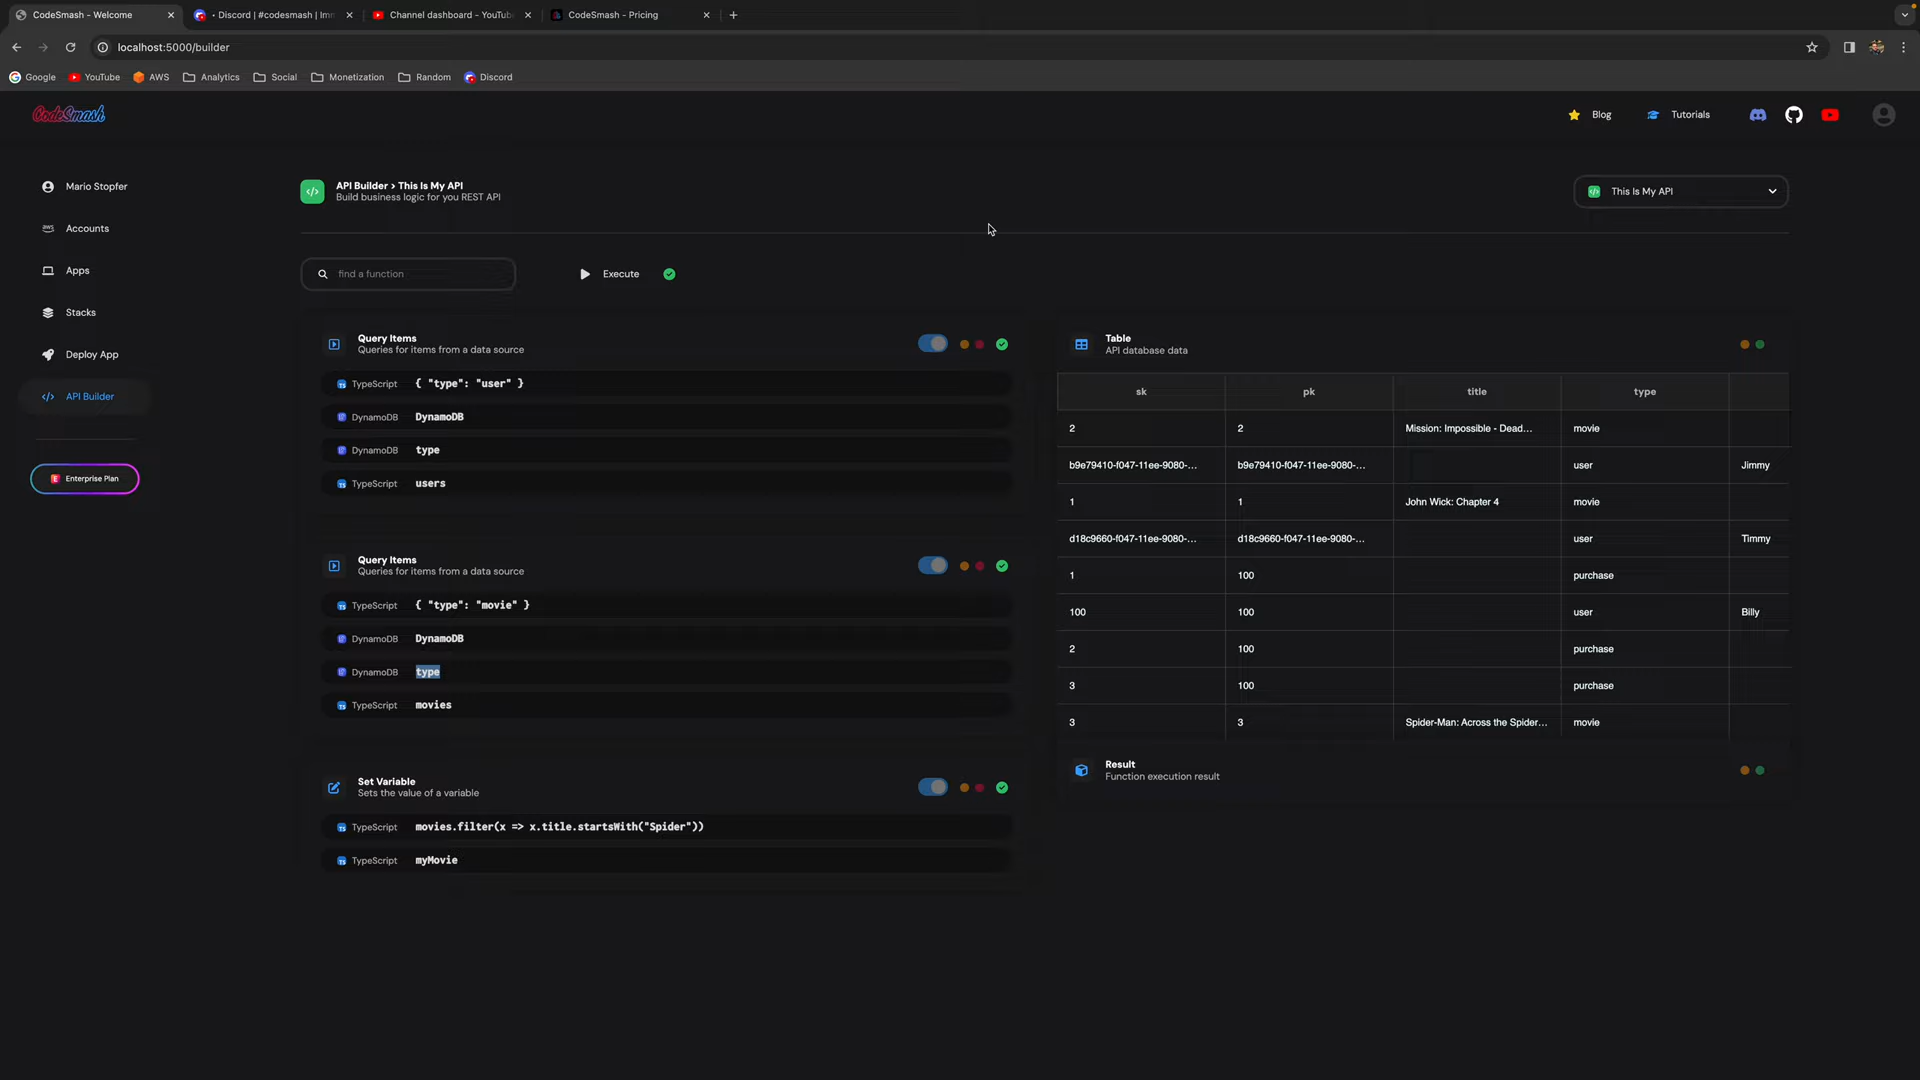 CodeSmash - Welcome
• Discord | #codesmash | Imm
Channel dashboard - YouTube
CodeSmash - Pricing
localhost:5000/builder
Google
YouTube
AWS
Analytics
Social
Monetization
Random
Discord
CodeSmash
Blog
Tutorials
Mario Stopfer
Accounts
Apps
Stacks
Deploy App
API Builder
Enterprise Plan
API Builder > This Is My API
Build business logic for you REST API
This Is My API
find a function
Execute
Query Items
Queries for items from a data source
TypeScript { "type": "user" }
DynamoDB DynamoDB
DynamoDB type
TypeScript users
Query Items
Queries for items from a data source
TypeScript { "type": "movie" }
DynamoDB DynamoDB
DynamoDB type
TypeScript movies
Set Variable
Sets the value of a variable
TypeScript movies.filter(x => x.title.startsWith("Spider"))
TypeScript myMovie
Table
API database data
sk pk title type
2 2 Mission: Impossible - Dead... movie
b9e79410-f047-11ee-9080-... b9e79410-f047-11ee-9080-... user Jimmy
1 1 John Wick: Chapter 4 movie
d18c9660-f047-11ee-9080-... d18c9660-f047-11ee-9080-... user Timmy
1 100 purchase
100 100 user Billy
2 100 purchase
3 100 purchase
3 3 Spider-Man: Across the Spider... movie
Result
Function execution result